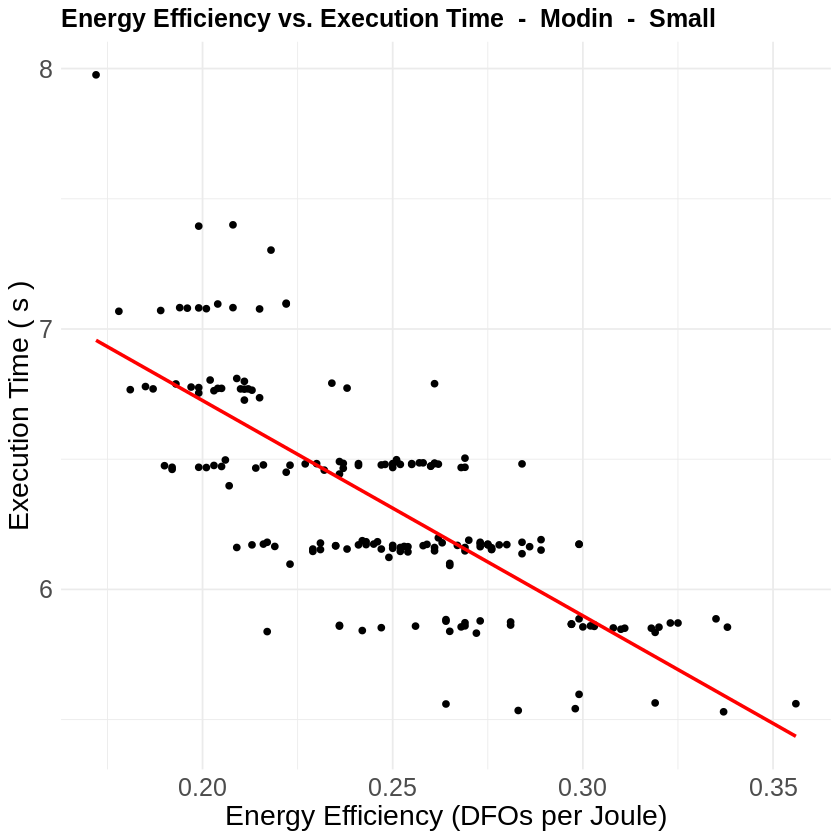 Energy Efficiency vs. Execution Time - Modin - Small
Execution Time ( s )
8
7
6
0.20 0.25 0.30 0.35
Energy Efficiency (DFOs per Joule)